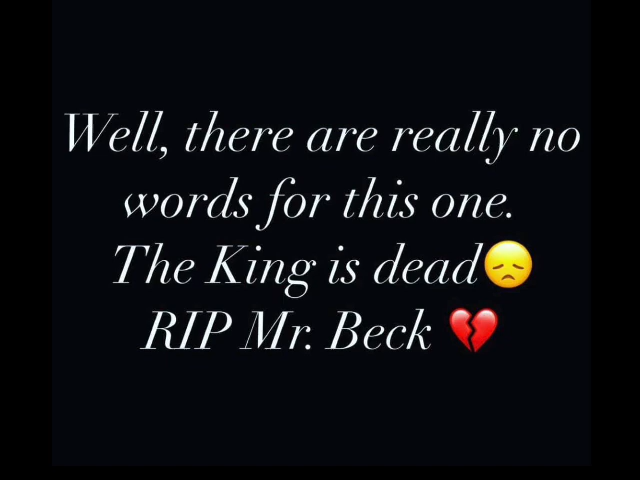 Well, there are really no
words for this one.
The King is dead😞
RIP Mr. Beck 💔